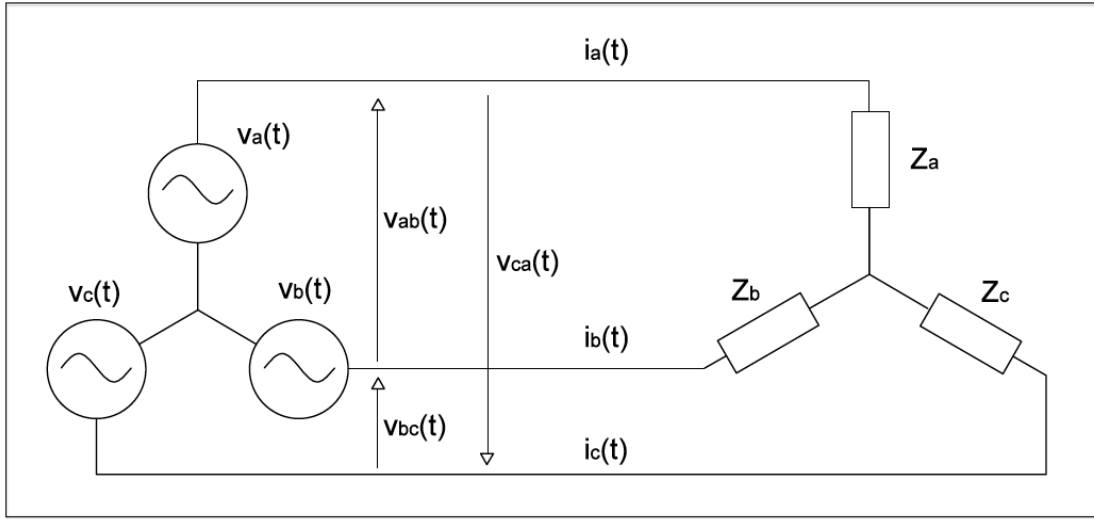 ia(t)
va(t)
Za
vab(t)
vca(t)
vc(t)
vb(t)
Zb
Zc
ib(t)
vbc(t)
ic(t)